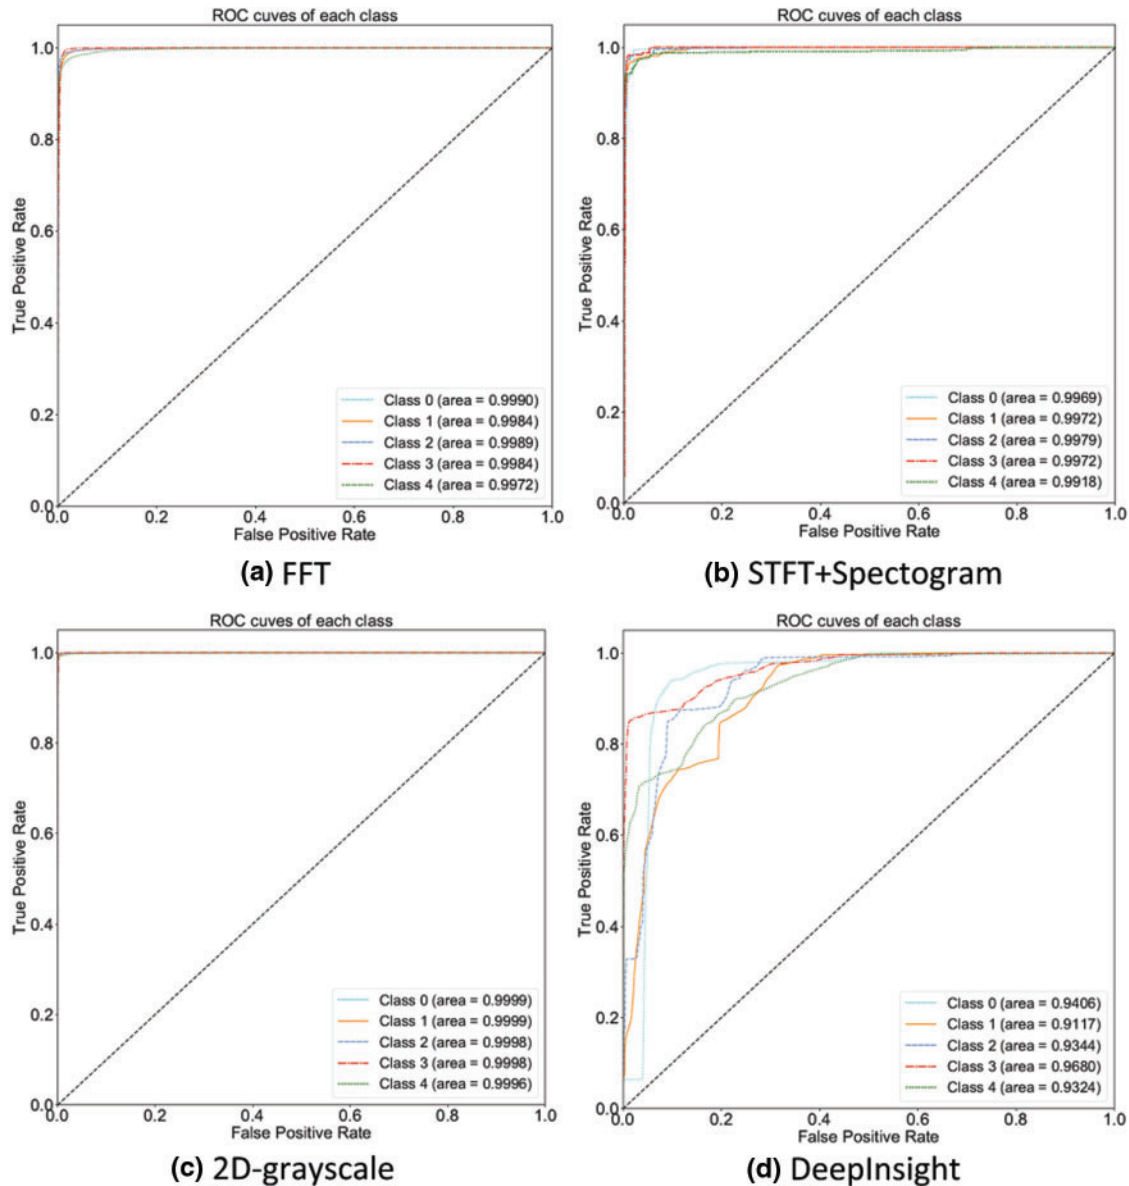 ROC cuves of each class
1.0
0.8
0.6
0.4
0.2
0.0
True Positive Rate
Class 0 (area = 0.9990)
Class 1 (area = 0.9984)
Class 2 (area = 0.9989)
Class 3 (area = 0.9984)
Class 4 (area = 0.9972)
0.0 0.2 0.4 0.6 0.8 1.0
False Positive Rate
(a) FFT
ROC cuves of each class
1.0
0.8
0.6
0.4
0.2
0.0
True Positive Rate
Class 0 (area = 0.9969)
Class 1 (area = 0.9972)
Class 2 (area = 0.9979)
Class 3 (area = 0.9972)
Class 4 (area = 0.9918)
0.0 0.2 0.4 0.6 0.8 1.0
False Positive Rate
(b) STFT+Spectogram
ROC cuves of each class
1.0
0.8
0.6
0.4
0.2
0.0
True Positive Rate
Class 0 (area = 0.9999)
Class 1 (area = 0.9999)
Class 2 (area = 0.9998)
Class 3 (area = 0.9998)
Class 4 (area = 0.9996)
0.0 0.2 0.4 0.6 0.8 1.0
False Positive Rate
(c) 2D-grayscale
ROC cuves of each class
1.0
0.8
0.6
0.4
0.2
0.0
True Positive Rate
Class 0 (area = 0.9406)
Class 1 (area = 0.9117)
Class 2 (area = 0.9344)
Class 3 (area = 0.9680)
Class 4 (area = 0.9324)
0.0 0.2 0.4 0.6 0.8 1.0
False Positive Rate
(d) DeepInsight